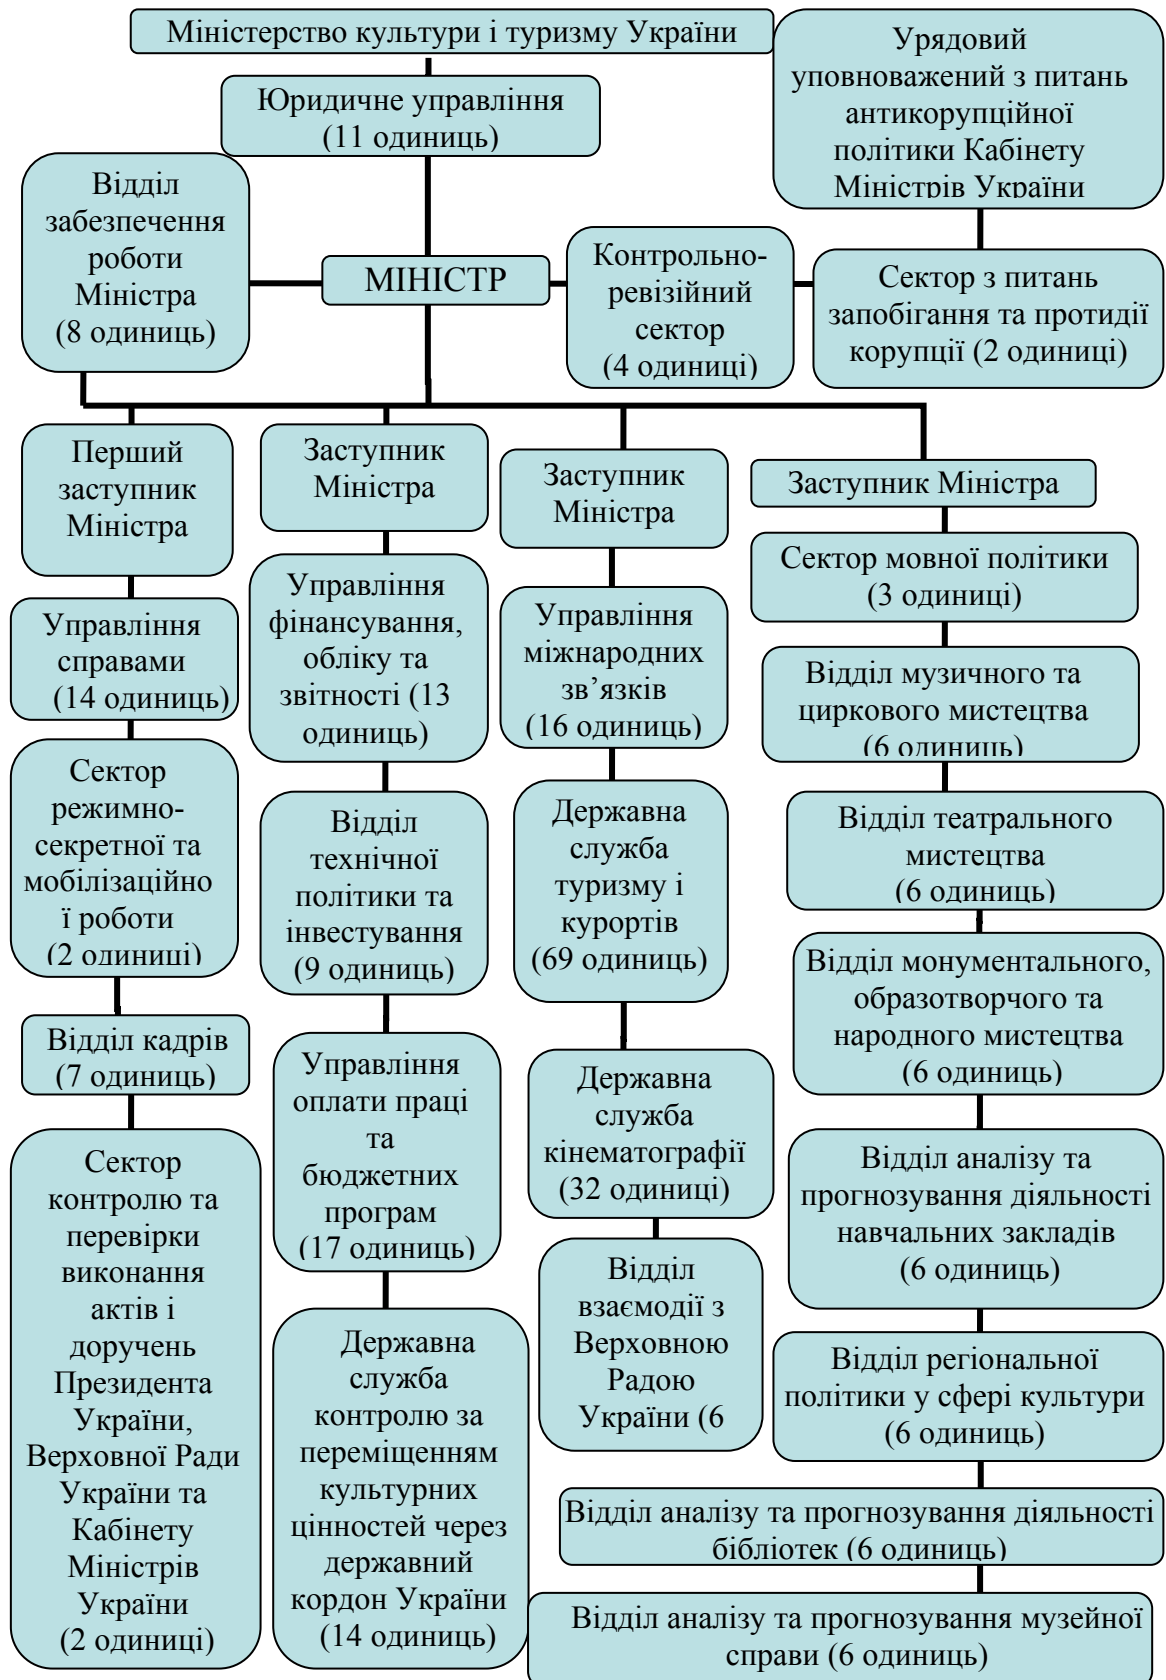 Міністерство культури і туризму України
Урядовий
уповноважений з питань
антикорупційної
політики Кабінету
Міністрів України
Юридичне управління
(11 одиниць)
Відділ
забезпечення
роботи
Міністра
(8 одиниць)
МІНІСТР
Контрольно-
ревізійний
сектор
(4 одиниці)
Сектор з питань
запобігання та протидії
корупції (2 одиниці)
Перший
заступник
Міністра
Управління
справами
(14 одиниць)
Сектор
режимно-
секретної та
мобілізаційно
ї роботи
(2 одиниці)
Відділ кадрів
(7 одиниць)
Сектор
контролю та
перевірки
виконання
актів і
доручень
Президента
України,
Верховної Ради
України та
Кабінету
Міністрів
України
(2 одиниці)
Заступник
Міністра
Управління
фінансування,
обліку та
звітності (13
одиниць)
Відділ
технічної
політики та
інвестування
(9 одиниць)
Управління
оплати праці
та
бюджетних
програм
(17 одиниць)
Державна
служба
контролю за
переміщенням
культурних
цінностей через
державний
кордон України
(14 одиниць)
Заступник
Міністра
Управління
міжнародних
зв’язків
(16 одиниць)
Державна
служба
туризму і
курортів
(69 одиниць)
Державна
служба
кінематографії
(32 одиниці)
Відділ
взаємодії з
Верховною
Радою
України (6
Заступник Міністра
Сектор мовної політики
(3 одиниці)
Відділ музичного та
циркового мистецтва
(6 одиниць)
Відділ театрального
мистецтва
(6 одиниць)
Відділ монументального,
образотворчого та
народного мистецтва
(6 одиниць)
Відділ аналізу та
прогнозування діяльності
навчальних закладів
(6 одиниць)
Відділ регіональної
політики у сфері культури
(6 одиниць)
Відділ аналізу та прогнозування діяльності
бібліотек (6 одиниць)
Відділ аналізу та прогнозування музейної
справи (6 одиниць)